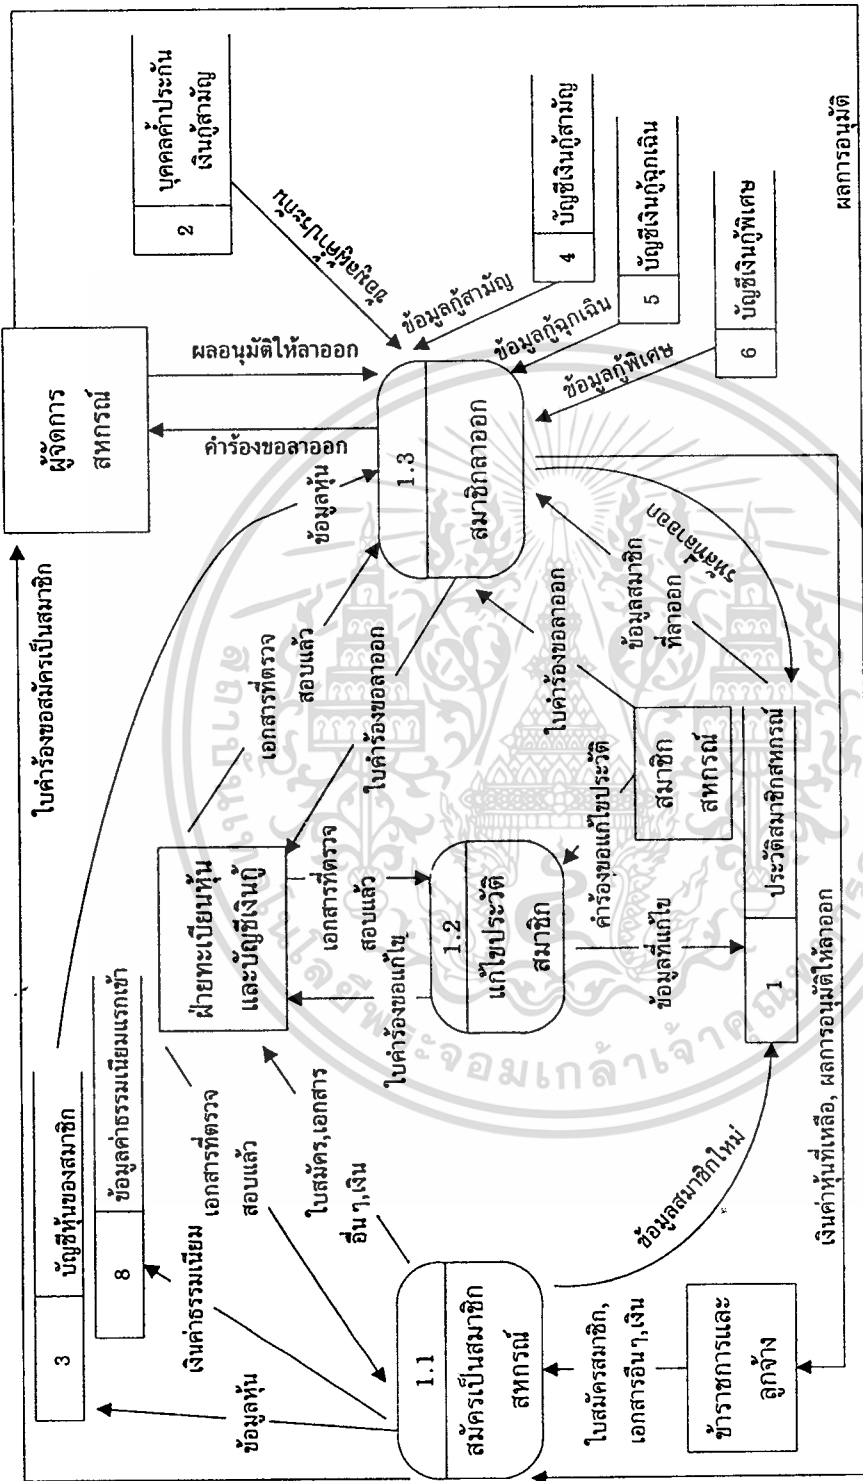 ใบคำร้องขอสมัครเป็นสมาชิก
3
บัญชีหุ้นของสมาชิก
8
ข้อมูลค่าธรรมเนียมแรกเข้า
ผู้จัดการ
สหกรณ์
2
บุคคลค้ำประกัน
เงินกู้สามัญ
ข้อมูลหุ้น
เงินค่าธรรมเนียม
เอกสารที่ตรวจ
สอบแล้ว
ใบสมัคร,เอกสาร
อื่น ๆ,เงิน
ฝ่ายทะเบียนหุ้น
และบัญชีเงินกู้
เอกสารที่ตรวจ
สอบแล้ว
ใบคำร้องขอลาออก
ข้อมูลหุ้น
คำร้องขอลาออก
ผลอนุมัติให้ลาออก
ข้อมูลผู้ค้ำประกัน
ข้อมูลกู้สามัญ
4
บัญชีเงินกู้สามัญ
ข้อมูลกู้ฉุกเฉิน
5
บัญชีเงินกู้ฉุกเฉิน
ข้อมูลกู้พิเศษ
6
บัญชีเงินกู้พิเศษ
1.1
สมัครเป็นสมาชิก
สหกรณ์
ใบคำร้องขอแก้ไข
เอกสารที่ตรวจ
สอบแล้ว
1.2
แก้ไขประวัติ
สมาชิก
1.3
สมาชิกลาออก
ใบสมัครสมาชิก,
เอกสารอื่นๆ,เงิน
ข้อมูลสมาชิกใหม่
ข้อมูลที่แก้ไข
คำร้องขอแก้ไขประวัติ
ใบคำร้องขอลาออก
ข้อมูลสมาชิก
ที่ลาออก
รหัสที่ลาออก
ข้าราชการและ
ลูกจ้าง
สมาชิก
สหกรณ์
1
ประวัติสมาชิกสหกรณ์
เงินค่าหุ้นที่เหลือ, ผลการอนุมัติให้ลาออก
ผลการอนุมัติ